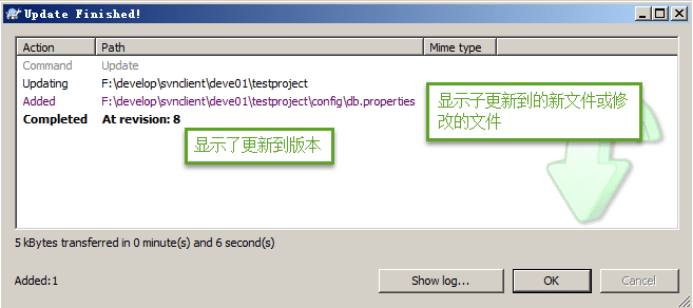 Update Finished!
Action Path Mime type
Command Update
Updating F:\develop\svnclient\deve01\testproject
Added F:\develop\svnclient\deve01\testproject\config\db.properties
Completed At revision: 8
显示子更新到的新文件或修
改的文件
显示了更新到版本
5 kBytes transferred in 0 minute(s) and 6 second(s)
Added:1 Show log... OK Cancel